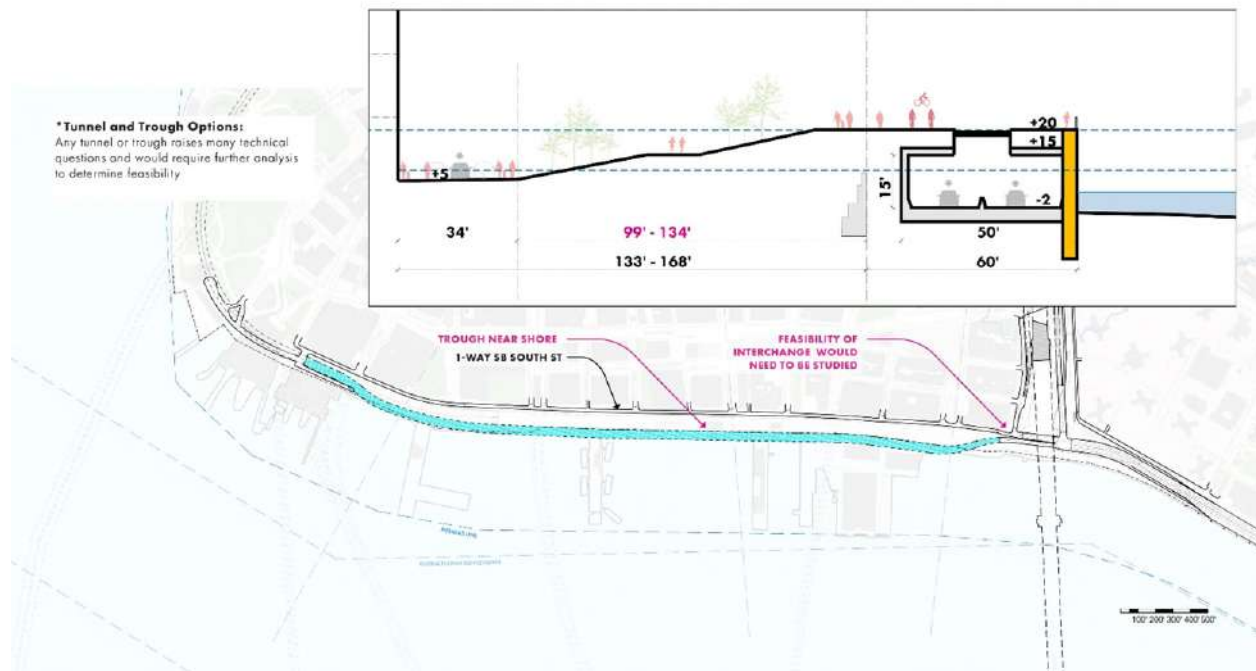 *Tunnel and Trough Options:
Any tunnel or trough raises many technical
questions and would require further analysis
to determine feasibility
+20
+15
+5
15'
-2
34'
99' - 134'
50'
133' - 168'
60'
TROUGH NEAR SHORE
1-WAY SB SOUTH ST
FEASIBILITY OF
INTERCHANGE WOULD
NEED TO BE STUDIED
100' 200' 300' 400' 500'